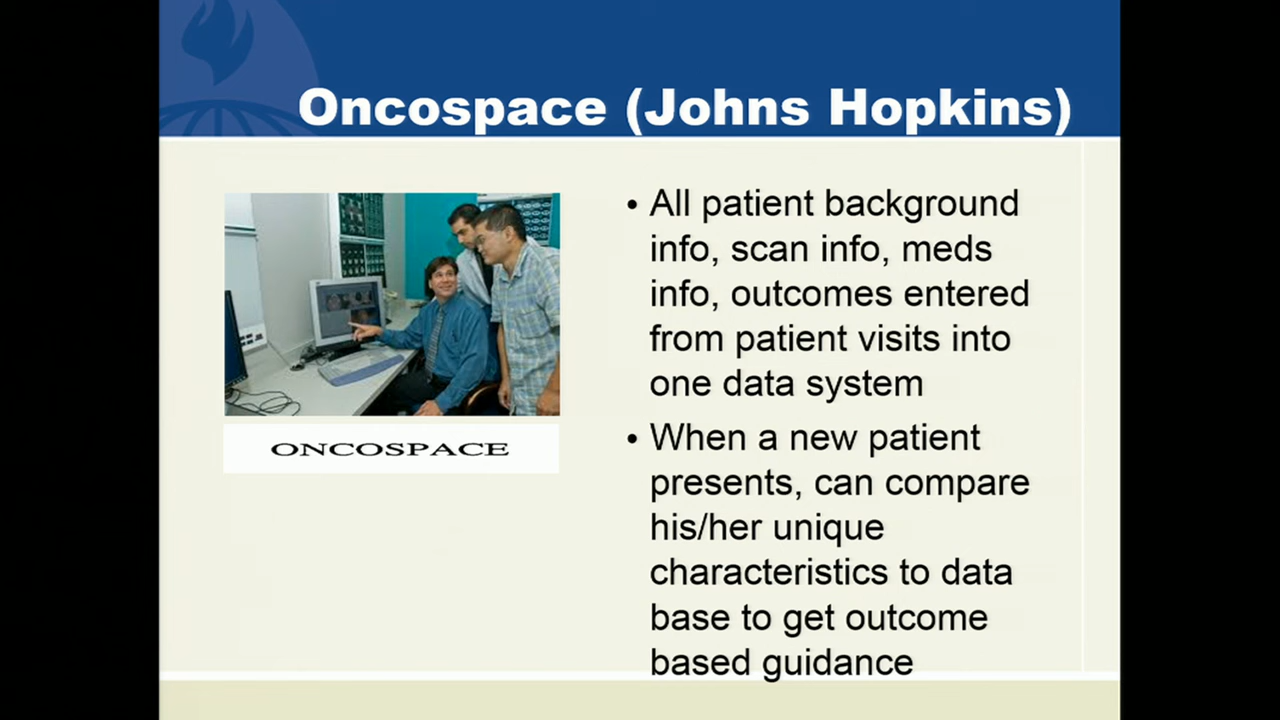 Oncospace (Johns Hopkins)
• All patient background
info, scan info, meds
info, outcomes entered
from patient visits into
one data system
• When a new patient
presents, can compare
his/her unique
characteristics to data
base to get outcome
based guidance
ONCOSPACE